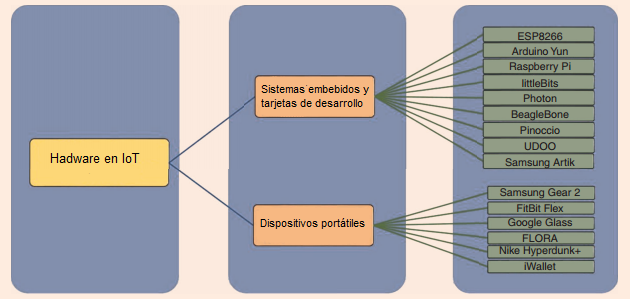 Hadware en IoT
Sistemas embebidos y
tarjetas de desarrollo
Dispositivos portátiles
ESP8266
Arduino Yun
Raspberry Pi
littleBits
Photon
BeagleBone
Pinoccio
UDOO
Samsung Artik
Samsung Gear 2
FitBit Flex
Google Glass
FLORA
Nike Hyperdunk+
iWallet